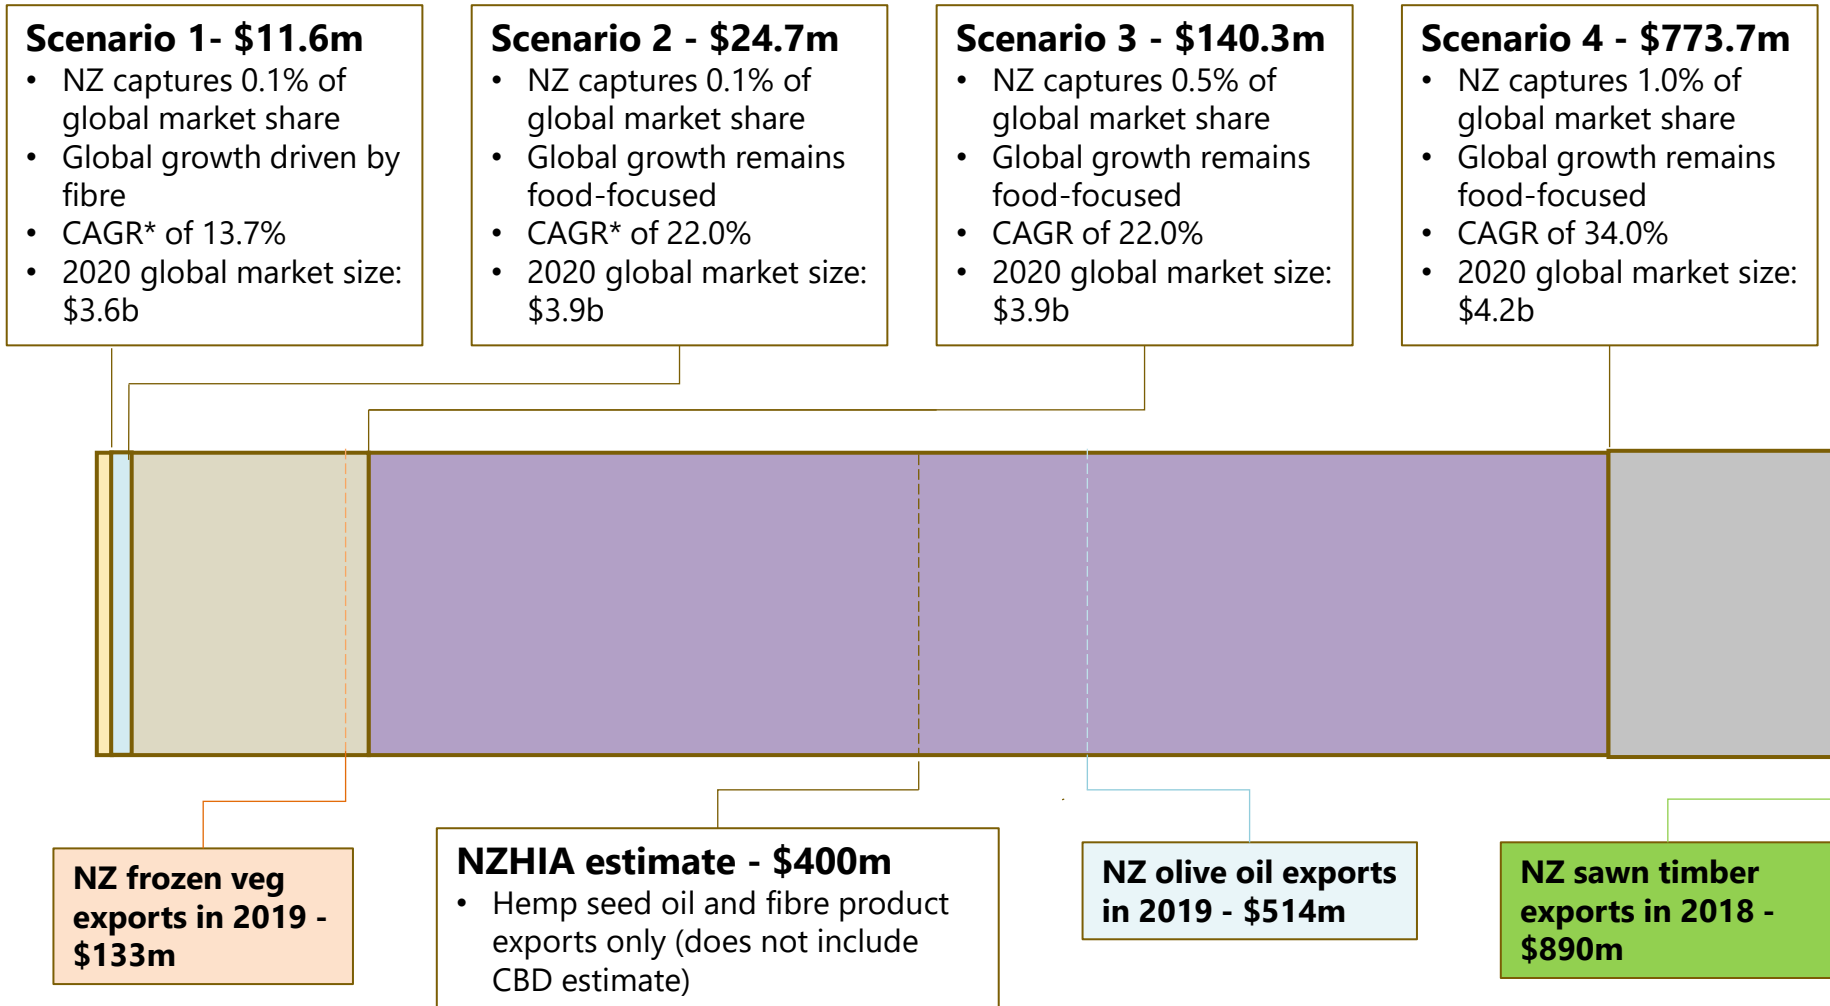 Scenario 1- $11.6m
• NZ captures 0.1% of
global market share
• Global growth driven by
fibre
• CAGR* of 13.7%
• 2020 global market size:
$3.6b
Scenario 2 - $24.7m
• NZ captures 0.1% of
global market share
• Global growth remains
food-focused
• CAGR* of 22.0%
• 2020 global market size:
$3.9b
Scenario 3 - $140.3m
• NZ captures 0.5% of
global market share
• Global growth remains
food-focused
• CAGR of 22.0%
• 2020 global market size:
$3.9b
Scenario 4 - $773.7m
• NZ captures 1.0% of
global market share
• Global growth remains
food-focused
• CAGR of 34.0%
• 2020 global market size:
$4.2b
NZ frozen veg
exports in 2019 -
$133m
NZHIA estimate - $400m
• Hemp seed oil and fibre product
exports only (does not include
CBD estimate)
NZ olive oil exports
in 2019 - $514m
NZ sawn timber
exports in 2018 -
$890m